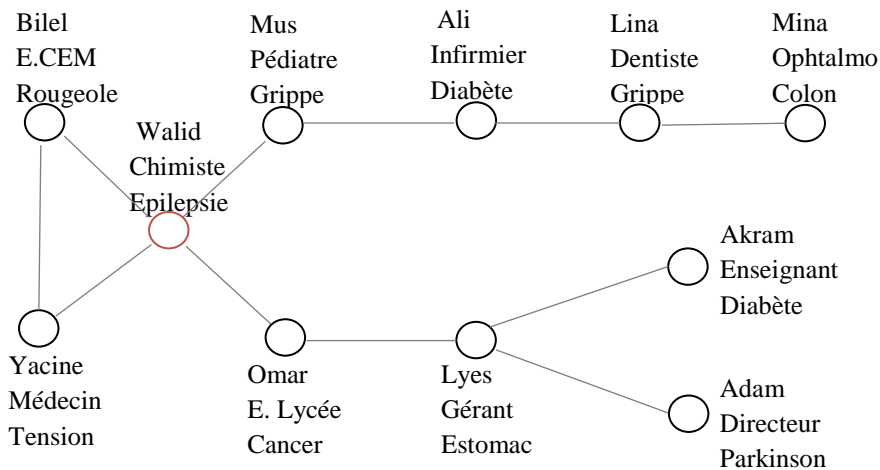 Bilel
E.CEM
Rougeole
Mus
Pédiatre
Grippe
Ali
Infirmier
Diabète
Lina
Dentiste
Grippe
Mina
Ophtalmo
Colon
Walid
Chimiste
Epilepsie
Akram
Enseignant
Diabète
Yacine
Médecin
Tension
Omar
E. Lycée
Cancer
Lyes
Gérant
Estomac
Adam
Directeur
Parkinson